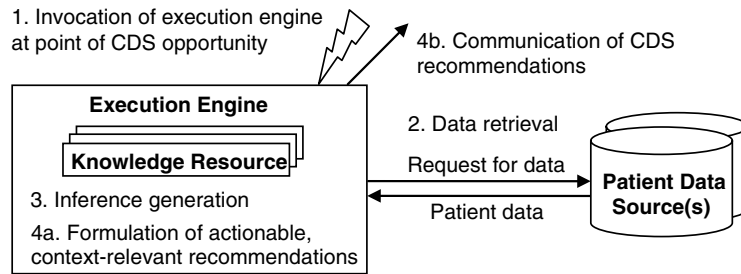 1. Invocation of execution engine
at point of CDS opportunity
4b. Communication of CDS
recommendations
Execution Engine
Knowledge Resource
3. Inference generation
4a. Formulation of actionable,
context-relevant recommendations
2. Data retrieval
Request for data
Patient data
Patient Data
Source(s)